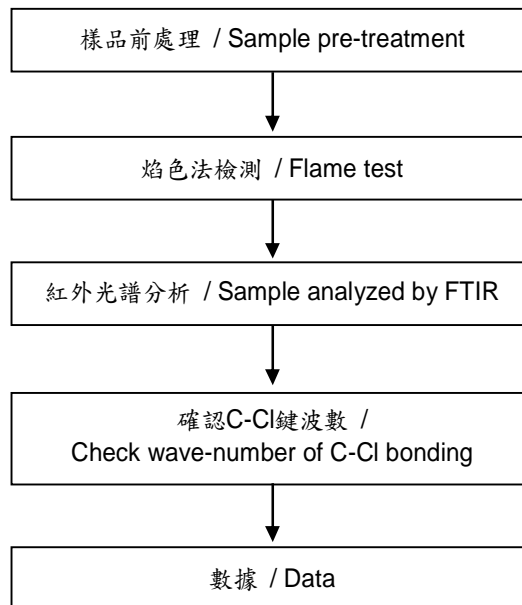 樣品前處理 / Sample pre-treatment
焰色法檢測 / Flame test
紅外光譜分析 / Sample analyzed by FTIR
確認C-Cl鍵波數 /
Check wave-number of C-Cl bonding
數據 / Data